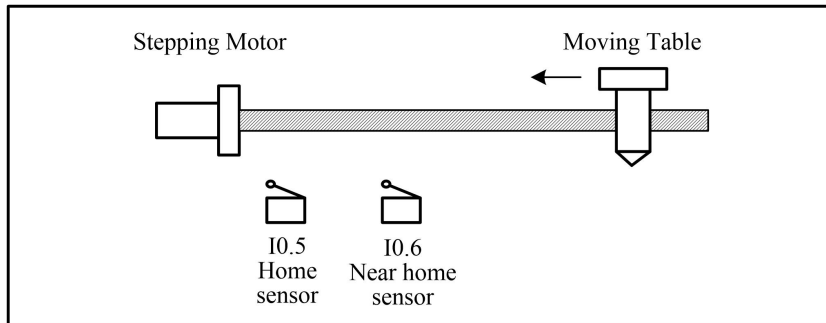 Stepping Motor
Moving Table
I0.5
Home
sensor
I0.6
Near home
sensor